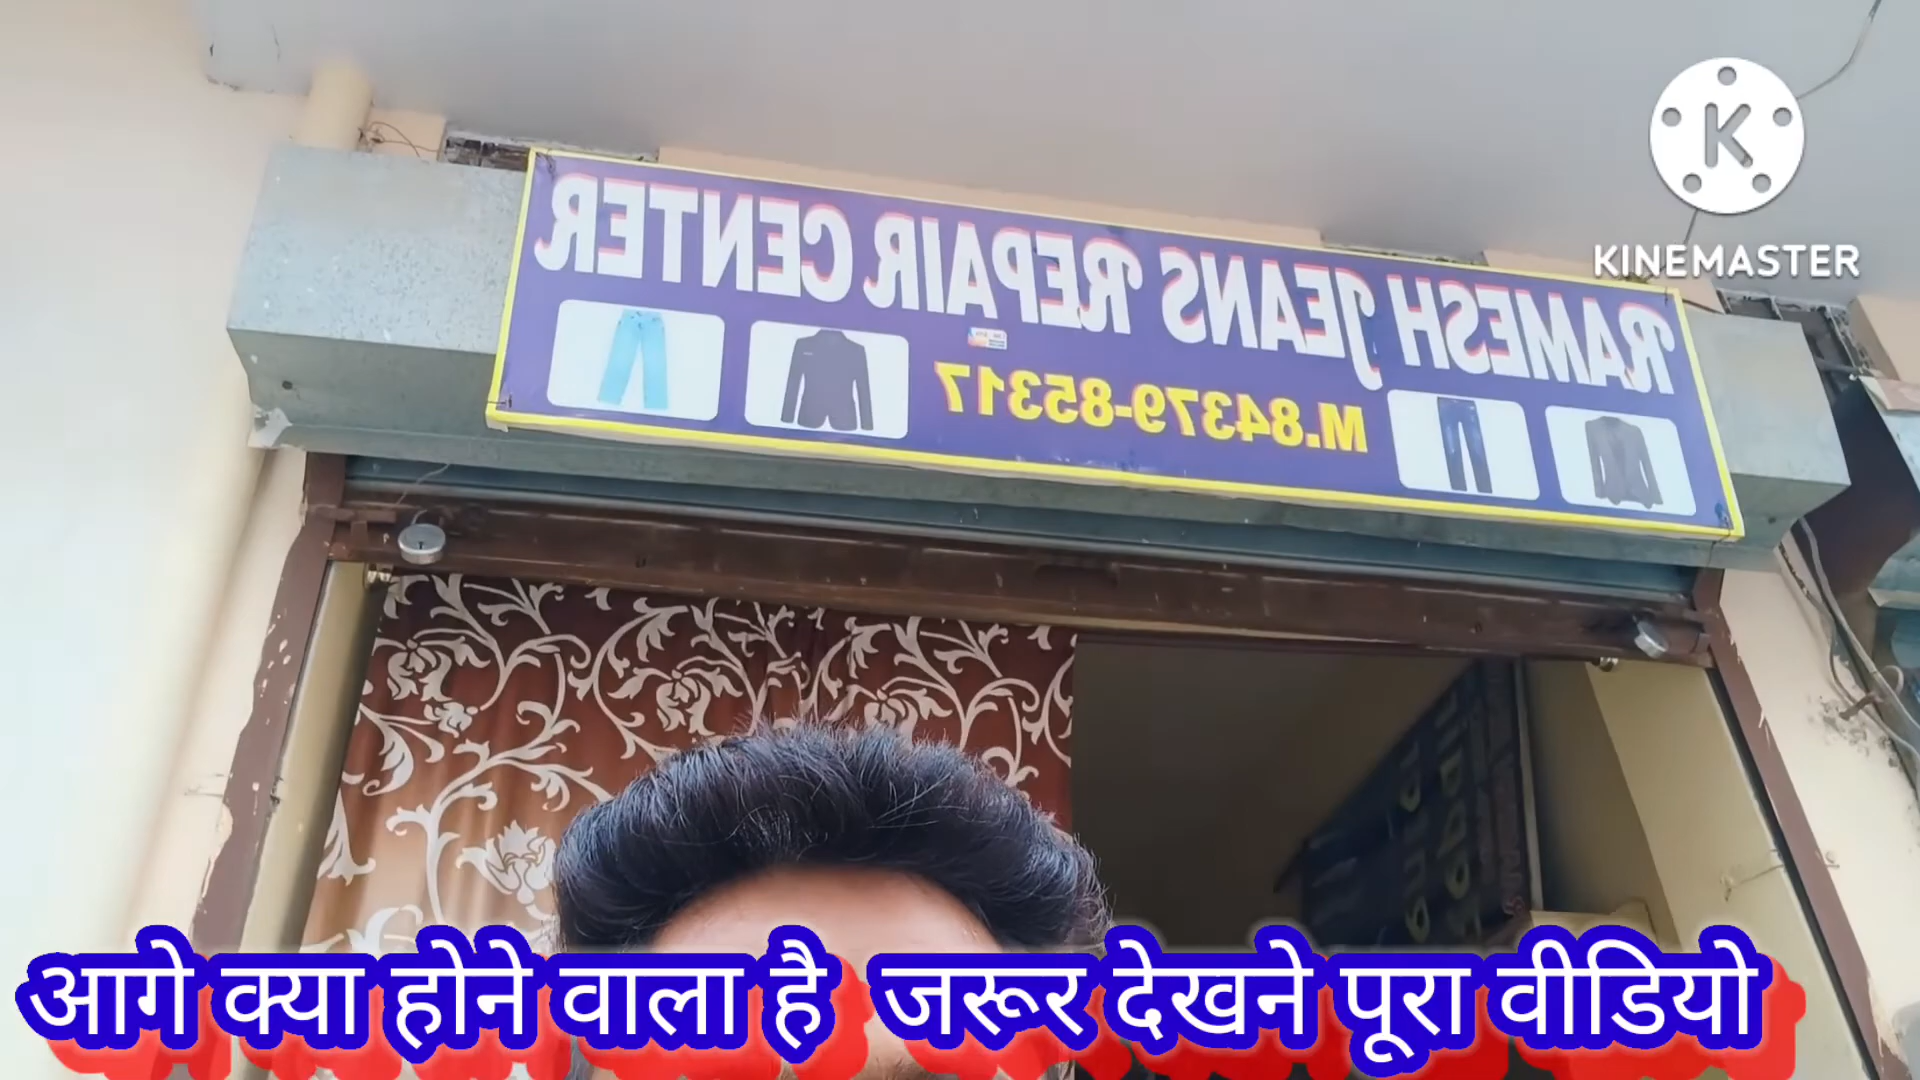 KINEMASTER
RAMESH JEANS REPAIR CENTER
M.84379-85317
आगे क्या होने वाला है जरूर देखने पूरा वीडियो